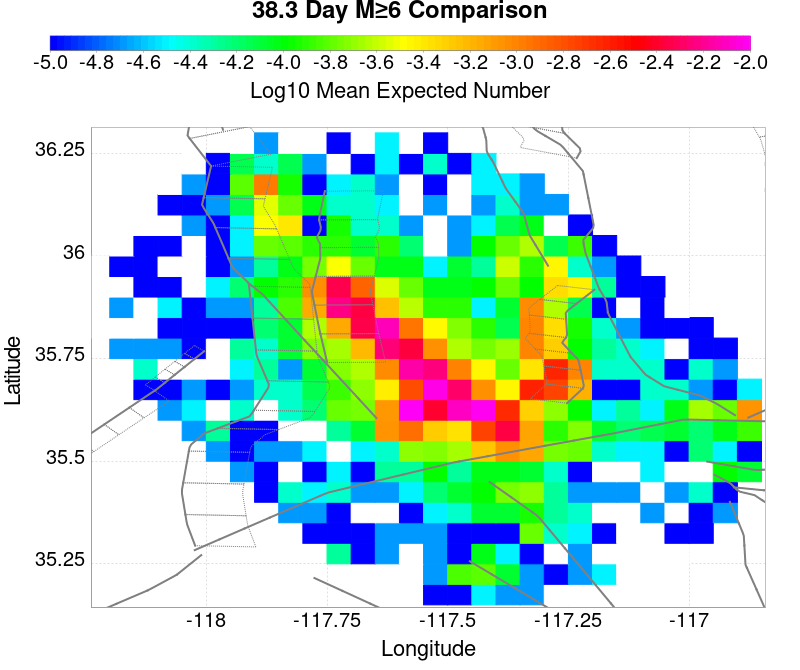 38.3 Day M≥6 Comparison
-5.0 -4.8 -4.6 -4.4 -4.2 -4.0 -3.8 -3.6 -3.4 -3.2 -3.0 -2.8 -2.6 -2.4 -2.2 -2.0
Log10 Mean Expected Number
36.25
36
35.75
35.5
35.25
Latitude
-118 -117.75 -117.5 -117.25 -117
Longitude